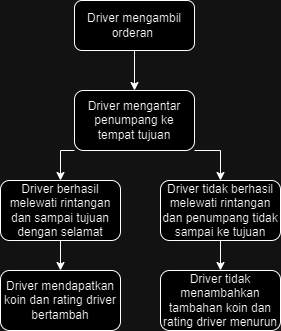 Driver mengambil
orderan
Driver mengantar
penumpang ke
tempat tujuan
Driver berhasil
melewati rintangan
dan sampai tujuan
dengan selamat
Driver tidak berhasil
melewati rintangan
dan penumpang tidak
sampai ke tujuan
Driver mendapatkan
koin dan rating driver
bertambah
Driver tidak
menambahkan
tambahan koin dan
rating driver menurun